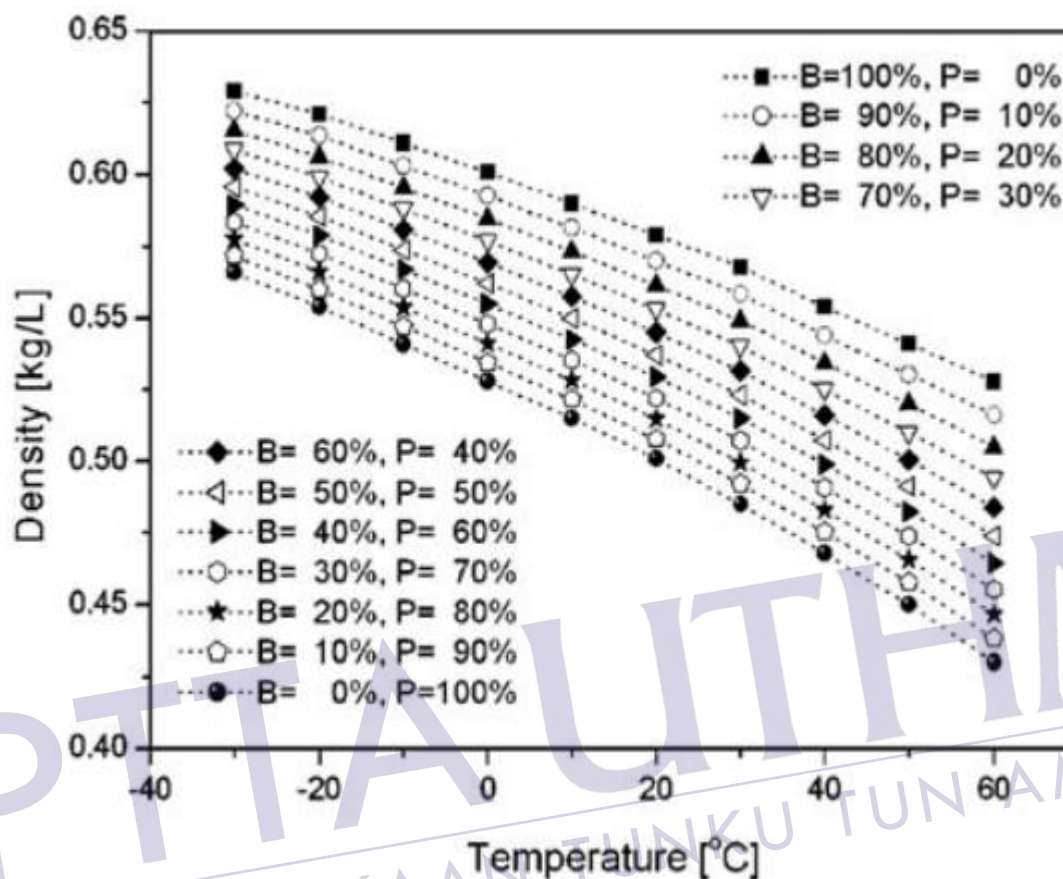 0.65
0.60
0.55
0.50
0.45
0.40
Density [kg/L]
B=100%, P= 0%
B= 90%, P= 10%
B= 80%, P= 20%
B= 70%, P= 30%
B= 60%, P= 40%
B= 50%, P= 50%
B= 40%, P= 60%
B= 30%, P= 70%
B= 20%, P= 80%
B= 10%, P= 90%
B= 0%, P=100%
-40 -20 0 20 40 60
Temperature [°C]
PTTA UTHM
TUNKU TUN